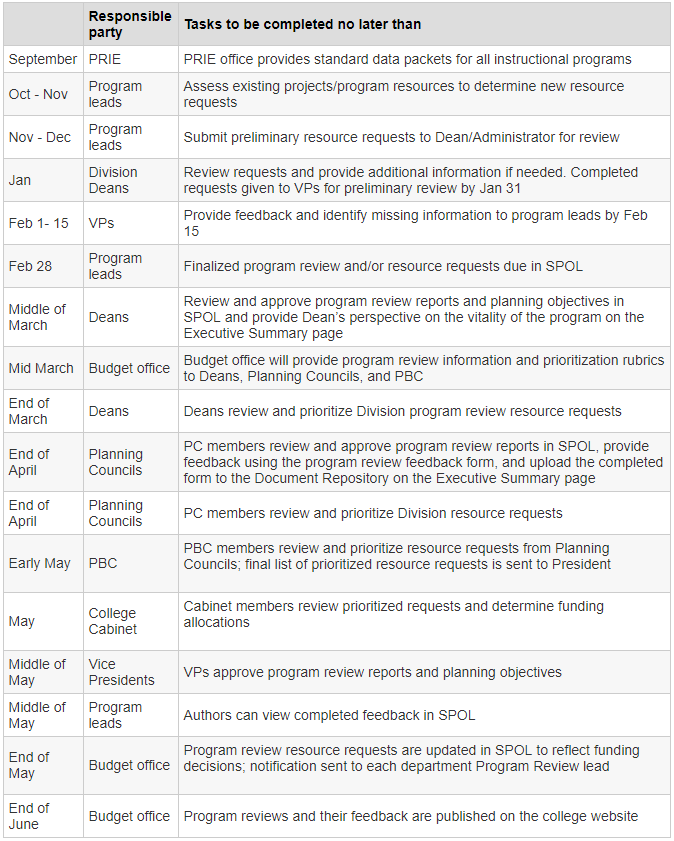 Responsible party
Tasks to be completed no later than
September
PRIE
PRIE office provides standard data packets for all instructional programs
Oct - Nov
Program
leads
Assess existing projects/program resources to determine new resource
requests
Nov - Dec
Program
leads
Submit preliminary resource requests to Dean/Administrator for review
Jan
Division
Deans
Review requests and provide additional information if needed. Completed
requests given to VPs for preliminary review by Jan 31
Feb 1- 15
VPs
Provide feedback and identify missing information to program leads by Feb
15
Feb 28
Program
leads
Finalized program review and/or resource requests due in SPOL
Middle of
March
Deans
Review and approve program review reports and planning objectives in
SPOL and provide Dean's perspective on the vitality of the program on the
Executive Summary page
Mid March
Budget office
Budget office will provide program review information and prioritization rubrics
to Deans, Planning Councils, and PBC
End of
March
Deans
Deans review and prioritize Division program review resource requests
End of
April
Planning
Councils
PC members review and approve program review reports in SPOL, provide
feedback using the program review feedback form, and upload the completed
form to the Document Repository on the Executive Summary page
End of
April
Planning
Councils
PC members review and prioritize Division resource requests
Early May
PBC
PBC members review and prioritize resource requests from Planning
Councils; final list of prioritized resource requests is sent to President
May
College
Cabinet
Cabinet members review prioritized requests and determine funding
allocations
Middle of
May
Vice
Presidents
VPs approve program review reports and planning objectives
Middle of
May
Program
leads
Authors can view completed feedback in SPOL
End of
May
Budget office
Program review resource requests are updated in SPOL to reflect funding
decisions; notification sent to each department Program Review lead
End of
June
Budget office
Program reviews and their feedback are published on the college website